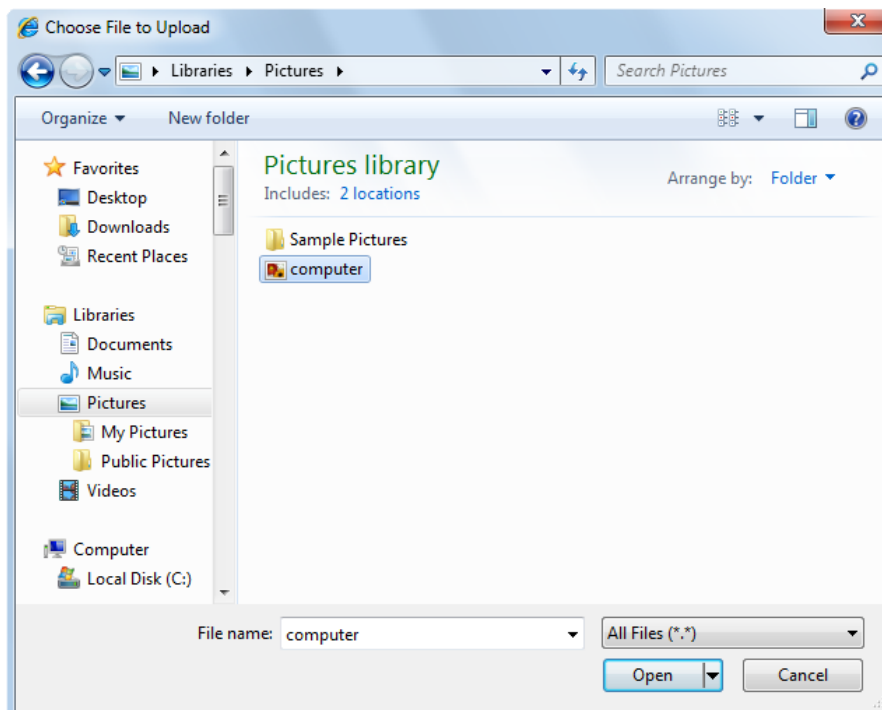 Choose File to Upload
Libraries Pictures
Search Pictures
Organize New folder
Favorites
Desktop
Downloads
Recent Places
Libraries
Documents
Music
Pictures
My Pictures
Public Pictures
Videos
Computer
Local Disk (C:)
Pictures library
Includes: 2 locations
Arrange by: Folder
Sample Pictures
computer
File name: computer
All Files (*.*)
Open Cancel